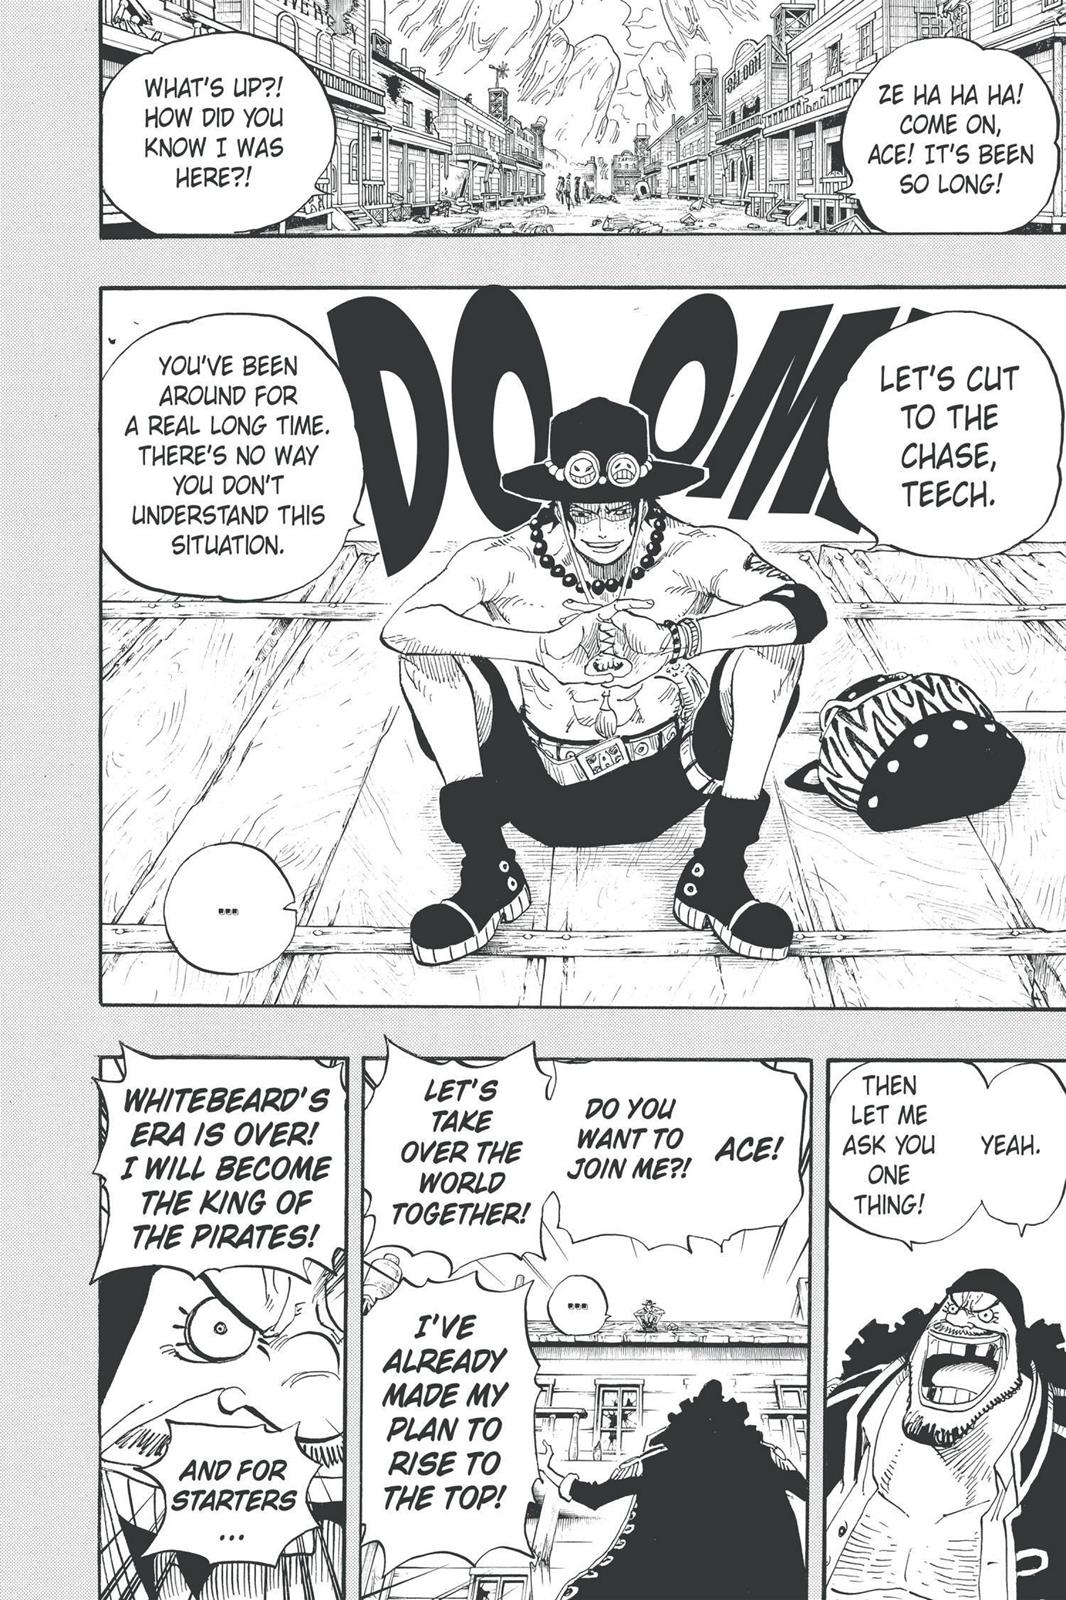 ZE HA HA HA!
COME ON,
ACE! IT'S BEEN
SO LONG!
WHAT'S UP?!
HOW DID YOU
KNOW I WAS
HERE?!
SALOON
LET'S CUT
TO THE
CHASE,
TEECH.
DOOM
YOU'VE BEEN
AROUND FOR
A REAL LONG TIME.
THERE'S NO WAY
YOU DON'T
UNDERSTAND THIS
SITUATION.
...
YEAH.
THEN
LET ME
ASK YOU
ONE
THING!
ACE!
DO YOU
WANT TO
JOIN ME?!
LET'S
TAKE
OVER THE
WORLD
TOGETHER!
...
I'VE
ALREADY
MADE MY
PLAN TO
RISE TO
THE TOP!
WHITEBEARD'S
ERA IS OVER!
I WILL BECOME
THE KING OF
THE PIRATES!
AND FOR
STARTERS
...